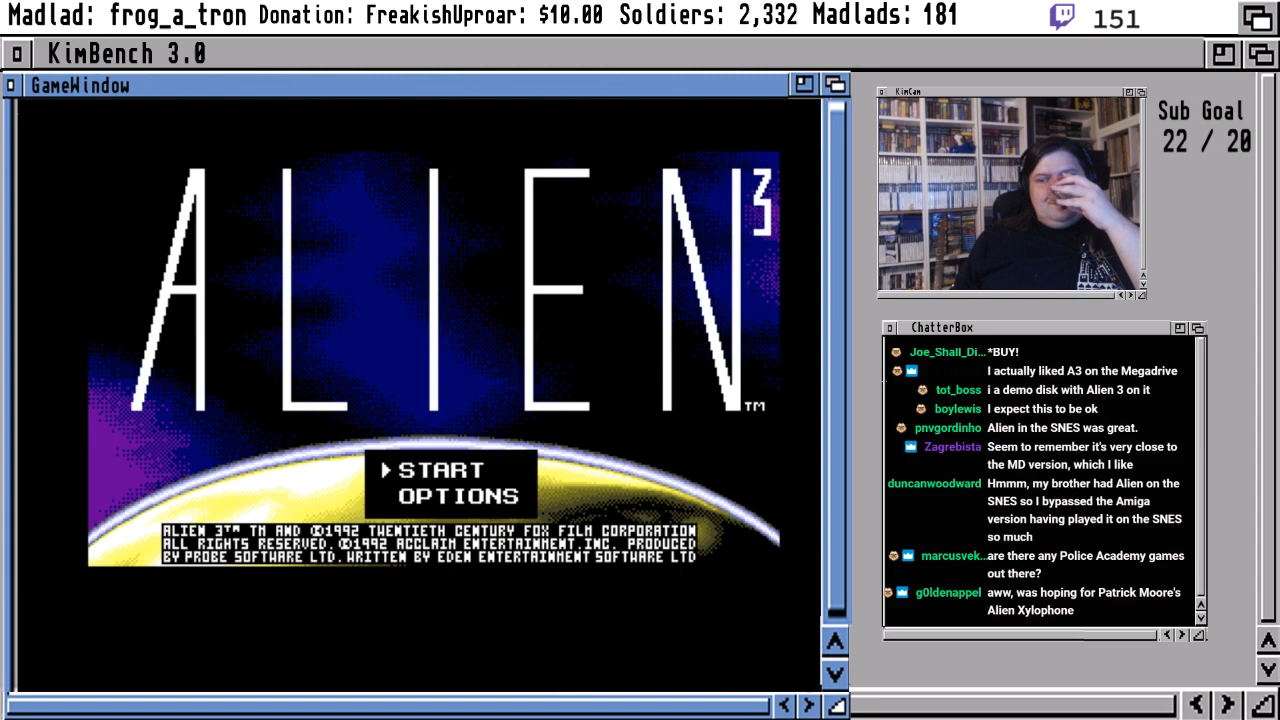 Madlad: frog_a_tron Donation: FreakishUproar: $10.00 Soldiers: 2,332 Madlads: 181 151
KimBench 3.0
GameWindow
ALIEN3
TM
START
OPTIONS
ALIEN 3™ TM AND ©1992 TWENTIETH CENTURY FOX FILM CORPORATION
ALL RIGHTS RESERVED. ©1992 ACCLAIM ENTERTAINMENT.INC. PRODUCED
BY PROBE SOFTWARE LTD. WRITTEN BY EDEN ENTERTAINMENT SOFTWARE LTD
KimCam
Sub Goal
22 / 20
ChatterBox
Joe_Shall_Di... *BUY!
I actually liked A3 on the Megadrive
tot_boss i a demo disk with Alien 3 on it
boylewis I expect this to be ok
pnvgordinho Alien in the SNES was great.
Zagrebista Seem to remember it's very close to
the MD version, which I like
duncanwoodward Hmmm, my brother had Alien on the
SNES so I bypassed the Amiga
version having played it on the SNES
so much
marcusvek... are there any Police Academy games
out there?
g0ldenappel aww, was hoping for Patrick Moore's
Alien Xylophone